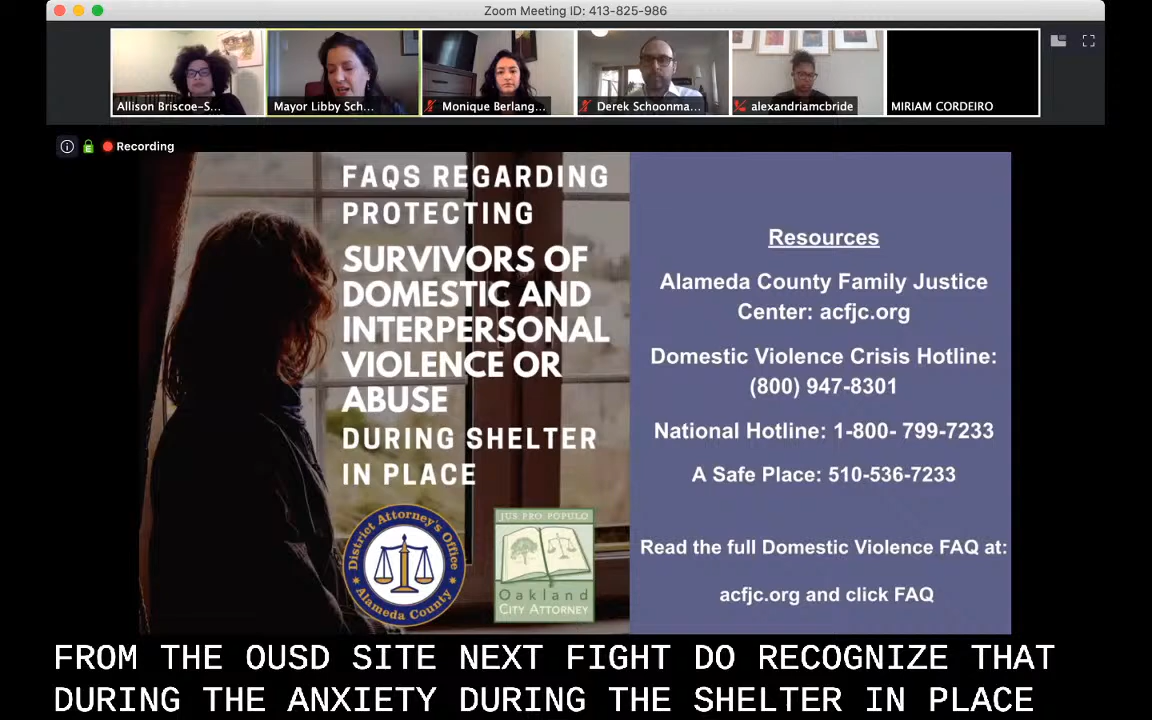 Zoom Meeting ID: 413-825-986
Allison Briscoe-S...
Mayor Libby Sch...
Monique Berlang...
Derek Schoonma...
alexandriamcbride
MIRIAM CORDEIRO
Recording
FAQS REGARDING
PROTECTING
SURVIVORS OF
DOMESTIC AND
INTERPERSONAL
VIOLENCE OR
ABUSE
DURING SHELTER
IN PLACE
District Attorney's Office
Alameda County
JUS PRO POPULO
Oakland
CITY ATTORNEY
Resources
Alameda County Family Justice
Center: acfjc.org
Domestic Violence Crisis Hotline:
(800) 947-8301
National Hotline: 1-800- 799-7233
A Safe Place: 510-536-7233
Read the full Domestic Violence FAQ at:
acfjc.org and click FAQ
FROM THE OUSD SITE NEXT FIGHT DO RECOGNIZE THAT
DURING THE ANXIETY DURING THE SHELTER IN PLACE